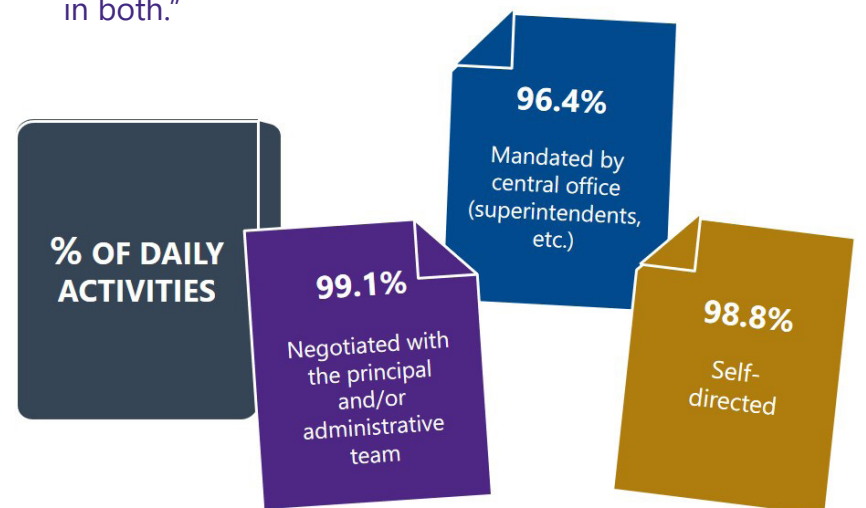 in both.”
% OF DAILY
ACTIVITIES
99.1%
Negotiated with
the principal
and/or
administrative
team
96.4%
Mandated by
central office
(superintendents,
etc.)
98.8%
Self-
directed